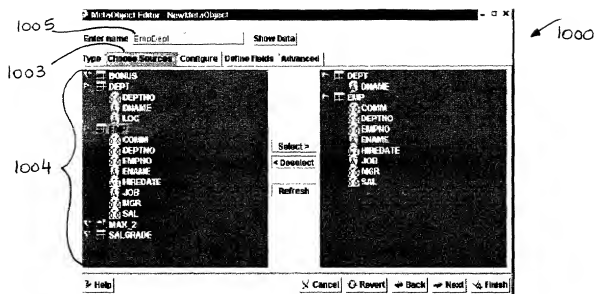 1005
1000
1003
1004
MetaObject Editor NewMetaObject
Enter name EmpDept Show Data
Type Choose Sources Configure Define Fields Advanced
BONUS
DEPT
DEPTNO
DNAME
LOC
COMM
DEPTNO
EMPNO
ENAME
HIREDATE
JOB
MGR
SAL
MAX_2
SALGRADE
Select >
< Deselect
Refresh
DEPT
DNAME
EMP
COMM
DEPTNO
EMPNO
ENAME
HIREDATE
JOB
MGR
SAL
Help Cancel Revert Back Next Finish